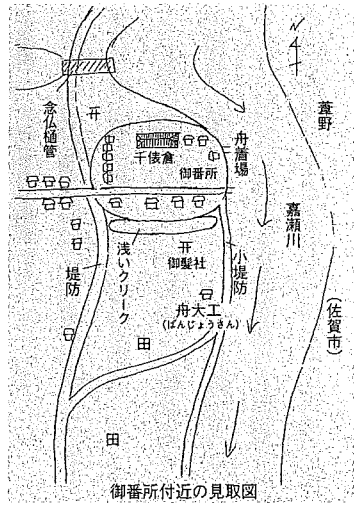 葦野
舟着場
嘉瀬川
念仏樋管
千俵倉
御番所
小堤防
浅いクリーク
御髪社
堤防
舟大工
(ばんじょうさん)
(佐賀市)
田
田
御番所付近の見取図